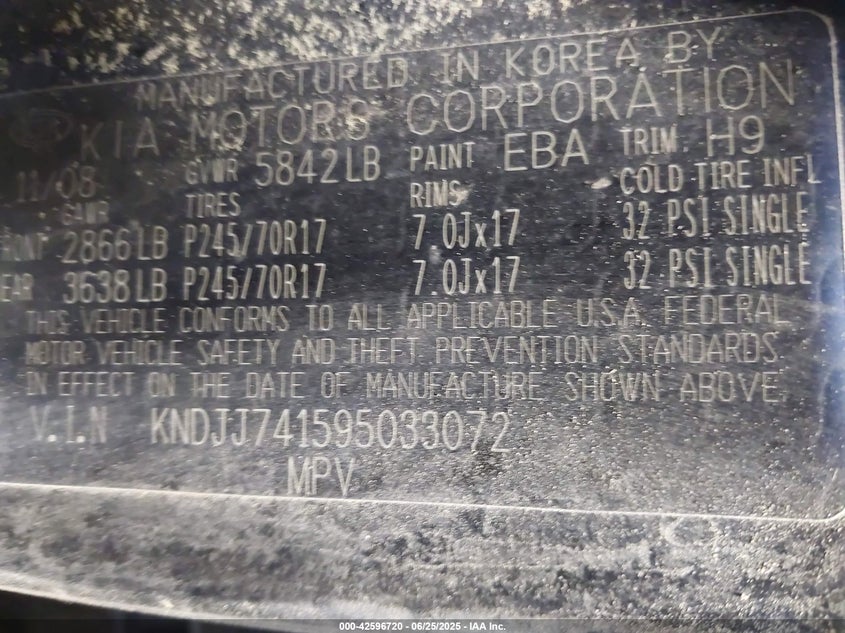 MANUFACTURED IN KOREA BY
KIA MOTORS CORPORATION
11/08 GVWR 5842LB PAINT EBA TRIM H9
GAWR TIRES RIMS COLD TIRE INFL
FRONT 2866LB P245/70R17 7.0Jx17 32 PSI SINGLE
REAR 3638LB P245/70R17 7.0Jx17 32 PSI SINGLE
THIS VEHICLE CONFORMS TO ALL APPLICABLE U.S.A. FEDERAL
MOTOR VEHICLE SAFETY AND THEFT PREVENTION STANDARDS
IN EFFECT ON THE DATE OF MANUFACTURE SHOWN ABOVE.
V.I.N KNDJJ741595033072
MPV
000-42596720 - 06/25/2025 - IAA Inc.